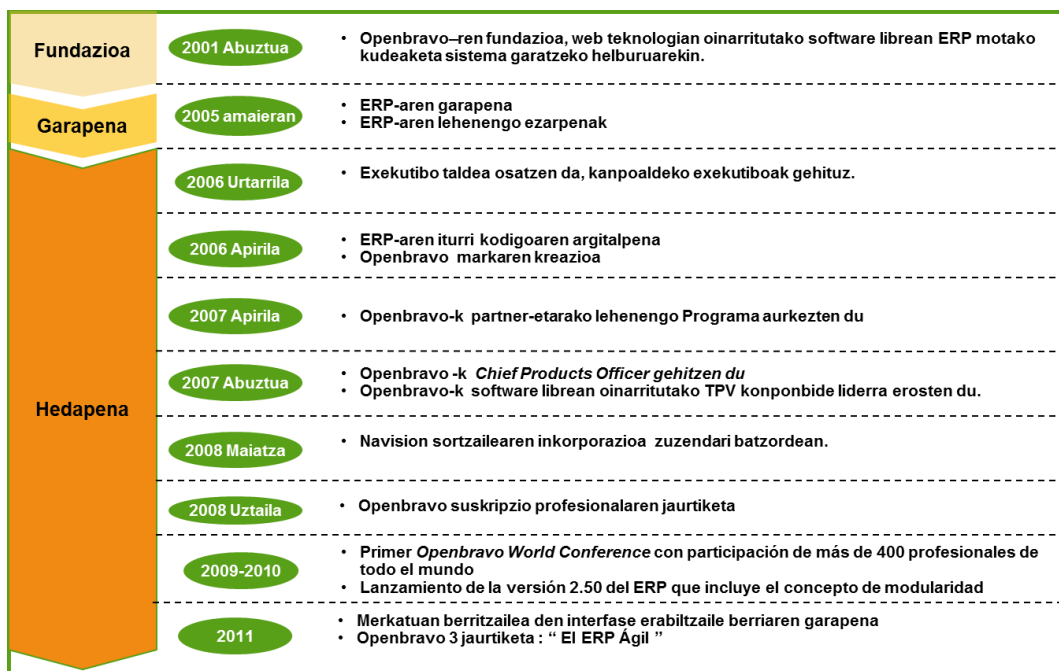 Fundazioa
2001 Abuztua
• Openbravo–ren fundazioa, web teknologian oinarritutako software librean ERP motako
kudeaketa sistema garatzeko helburuarekin.
Garapena
2005 amaieran
• ERP-aren garapena
• ERP-aren lehenengo ezarpenak
Hedapena
2006 Urtarrila
• Exekutibo taldea osatzen da, kanpoaldeko exekutiboak gehituz.
2006 Apirila
• ERP-aren iturri kodigoaren argitalpena
• Openbravo markaren kreazioa
2007 Apirila
• Openbravo-k partner-etarako lehenengo Programa aurkezten du
2007 Abuztua
• Openbravo -k Chief Products Officer gehitzen du
• Openbravo-k software librean oinarritutako TPV konponbide liderra erosten du.
2008 Maiatza
• Navision sortzailearen inkorporazioa zuzendari batzordean.
2008 Uztaila
• Openbravo suskripzio profesionalaren jaurtiketa
2009-2010
• Primer Openbravo World Conference con participación de más de 400 profesionales de
todo el mundo
• Lanzamiento de la versión 2.50 del ERP que incluye el concepto de modularidad
2011
• Merkatuan berritzailea den interfase erabiltzaile berriaren garapena
• Openbravo 3 jaurtiketa : “ El ERP Ágil ”